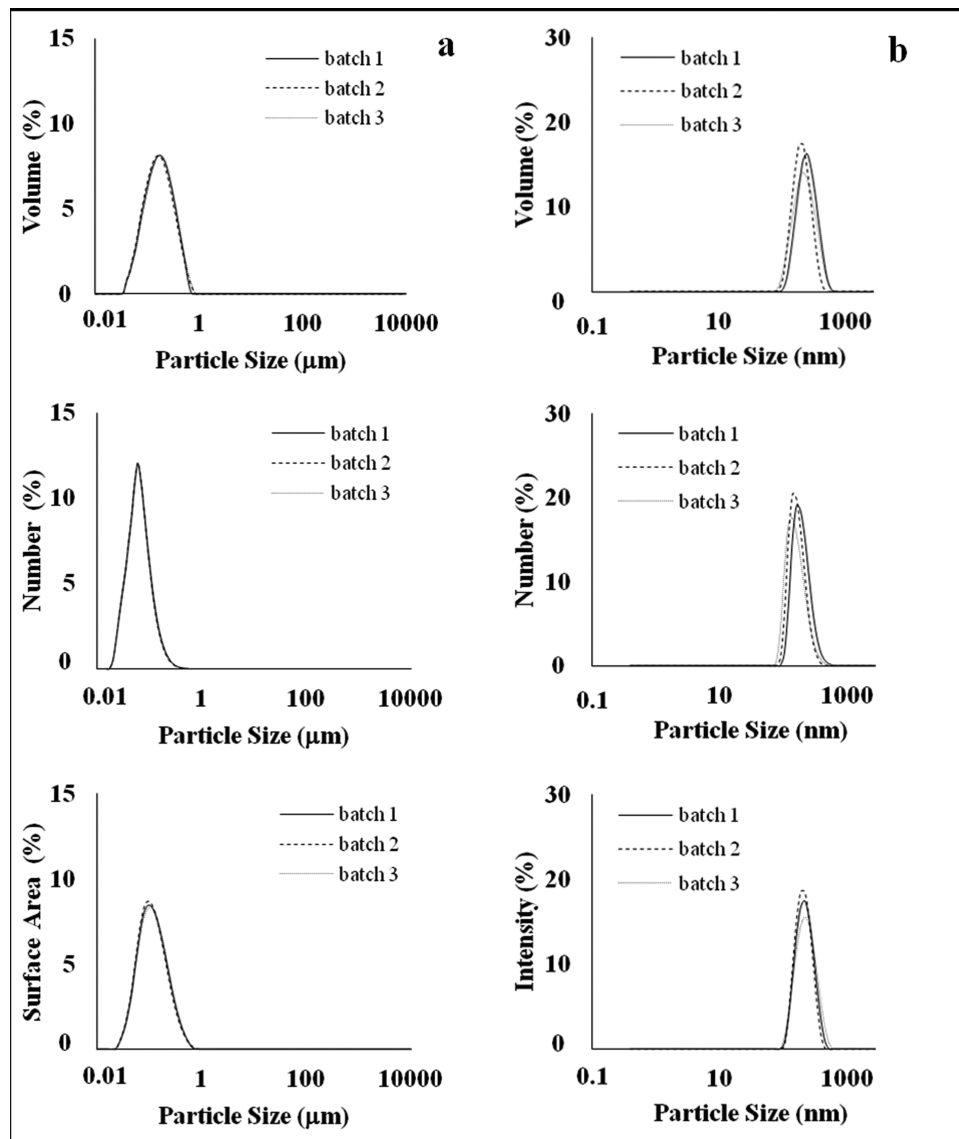 a
15
10
5
0
Volume (%)
batch 1
batch 2
batch 3
0.01 1 100 10000
Particle Size (μm)
b
30
20
10
0
Volume (%)
batch 1
batch 2
batch 3
0.1 10 1000
Particle Size (nm)
15
10
5
0
Number (%)
batch 1
batch 2
batch 3
0.01 1 100 10000
Particle Size (μm)
30
20
10
0
Number (%)
batch 1
batch 2
batch 3
0.1 10 1000
Particle Size (nm)
15
10
5
0
Surface Area (%)
batch 1
batch 2
batch 3
0.01 1 100 10000
Particle Size (μm)
30
20
10
0
Intensity (%)
batch 1
batch 2
batch 3
0.1 10 1000
Particle Size (nm)